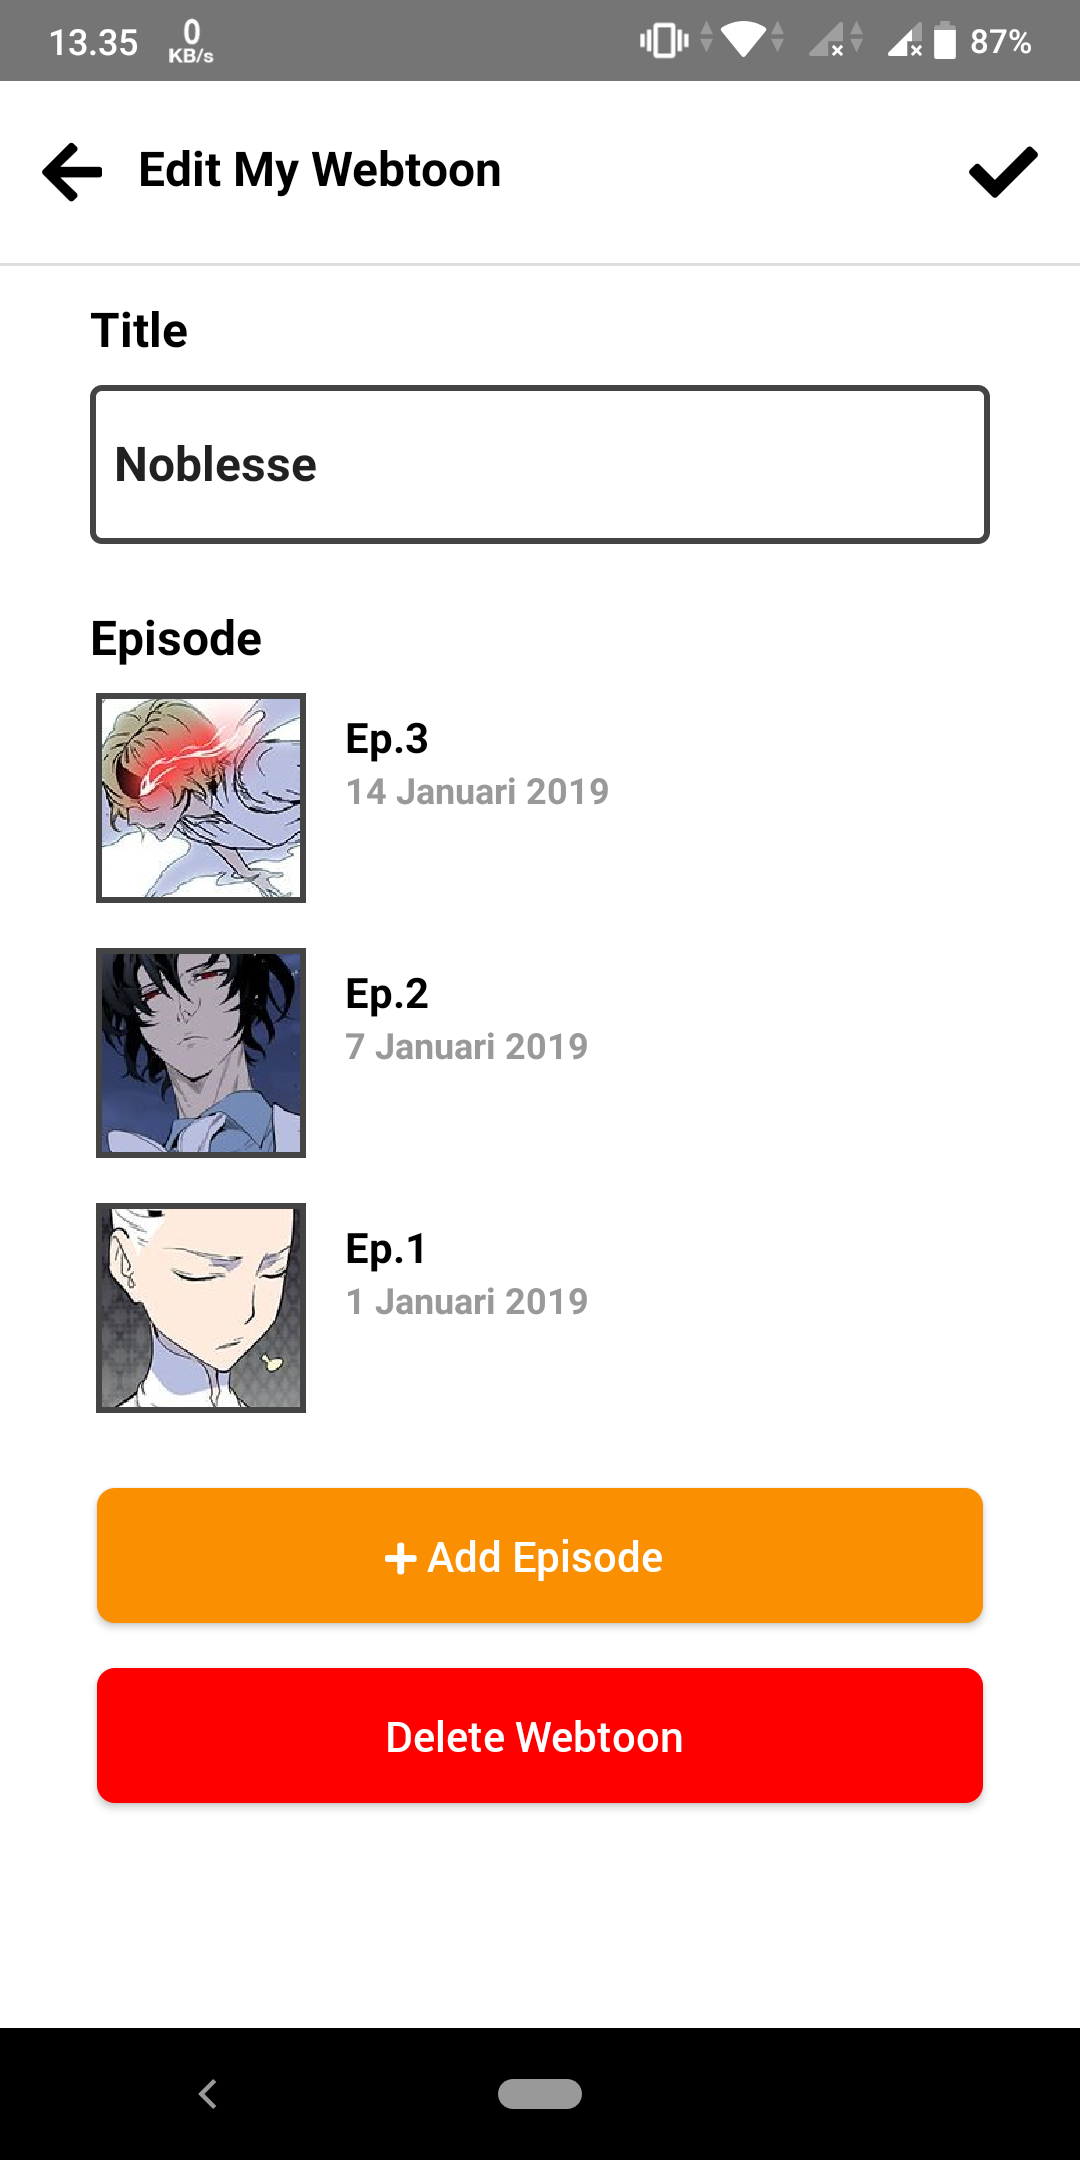 13.35
0
KB/s
87%
Edit My Webtoon
Title
Noblesse
Episode
Ep.3
14 Januari 2019
Ep.2
7 Januari 2019
Ep.1
1 Januari 2019
+ Add Episode
Delete Webtoon